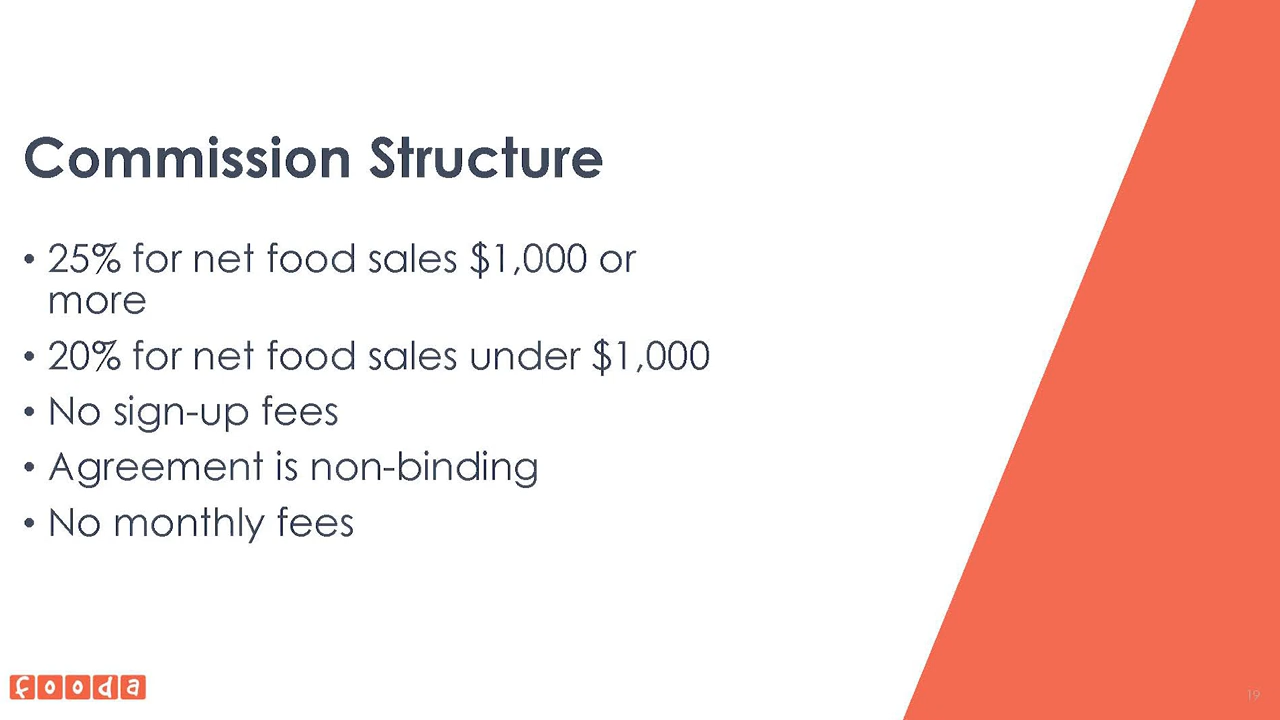 Commission Structure
• 25% for net food sales $1,000 or
more
• 20% for net food sales under $1,000
• No sign-up fees
• Agreement is non-binding
• No monthly fees
fooda
19